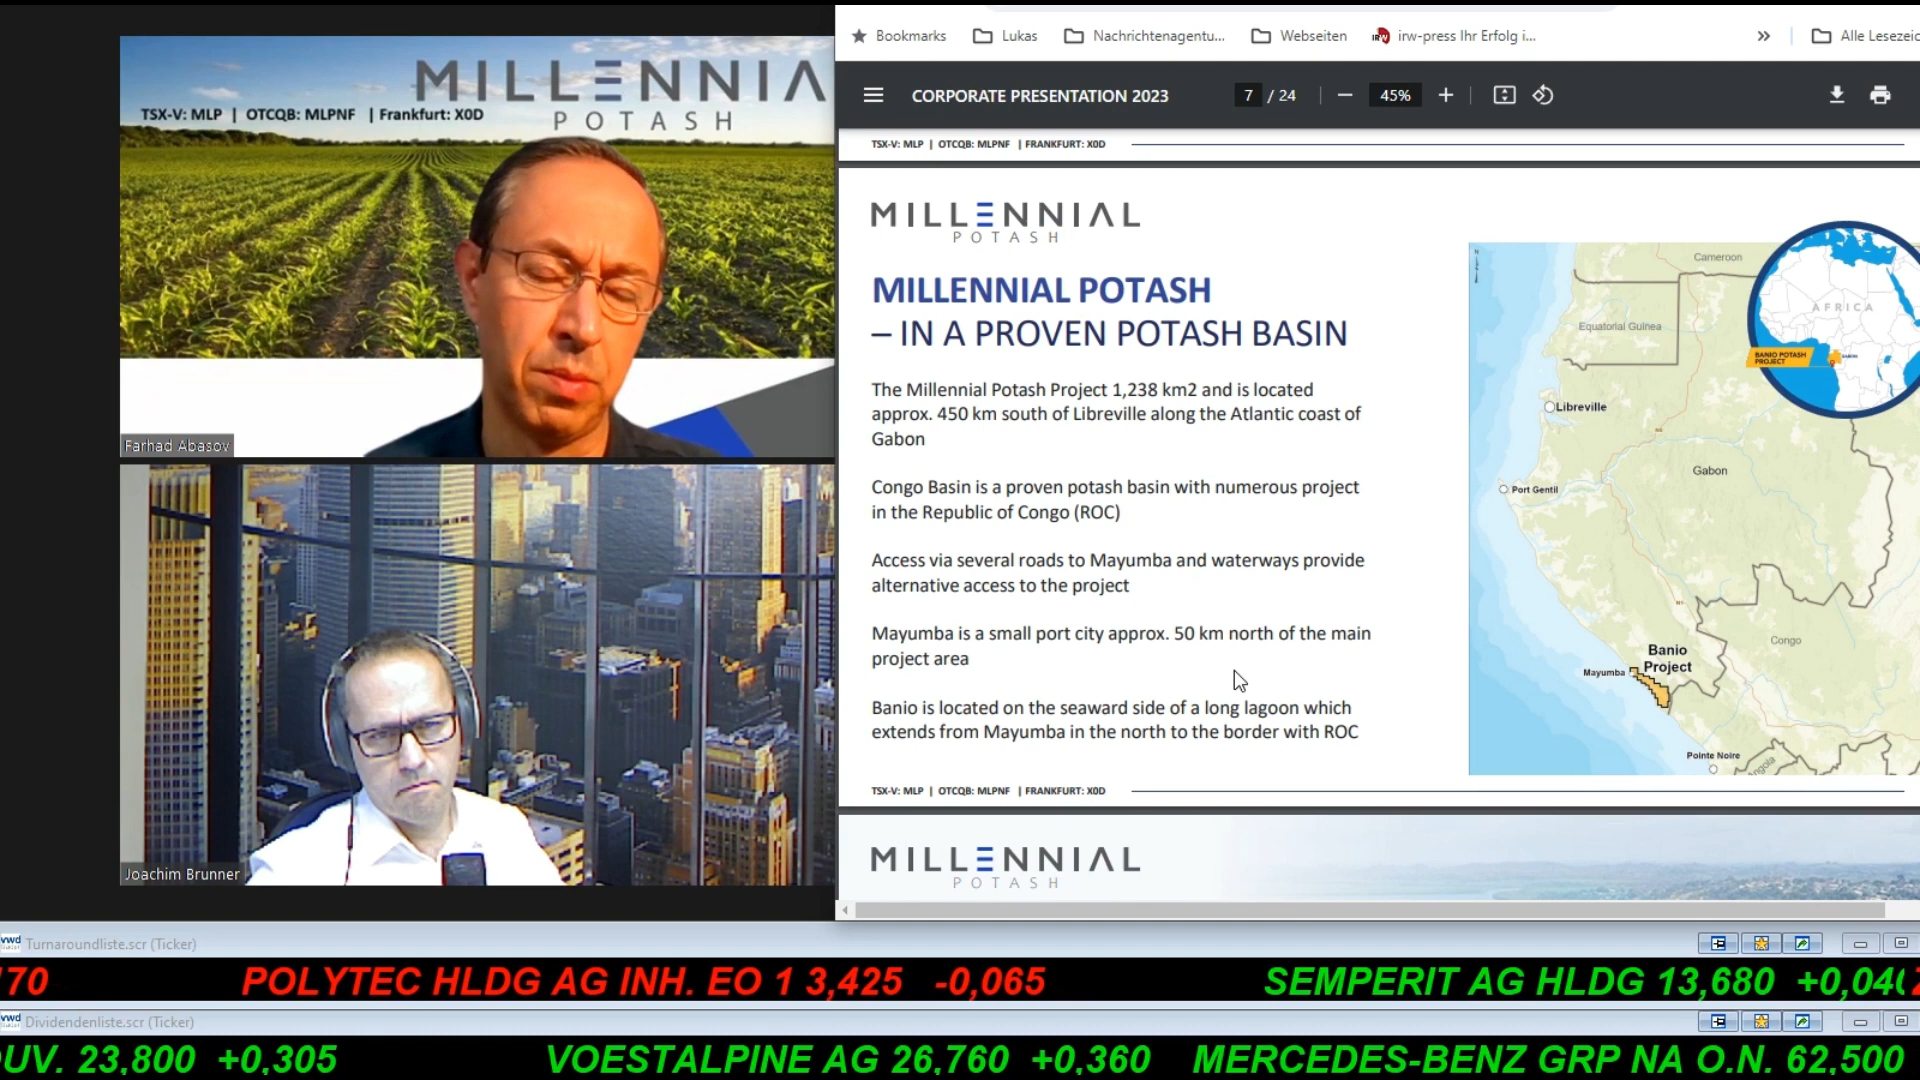 MILLENNIA
POTASH
TSX-V: MLP | OTCQB: MLPNF | Frankfurt: X0D
Farhad Abasov
Joachim Brunner
Bookmarks
Lukas
Nachrichtenagentu...
Webseiten
irw-press Ihr Erfolg i...
»
Alle Lesezeic
CORPORATE PRESENTATION 2023
7 / 24
45%
TSX-V: MLP | OTCQB: MLPNF | FRANKFURT: X0D
MILLENNIAL
POTASH
MILLENNIAL POTASH
– IN A PROVEN POTASH BASIN
The Millennial Potash Project 1,238 km2 and is located
approx. 450 km south of Libreville along the Atlantic coast of
Gabon
Congo Basin is a proven potash basin with numerous project
in the Republic of Congo (ROC)
Access via several roads to Mayumba and waterways provide
alternative access to the project
Mayumba is a small port city approx. 50 km north of the main
project area
Banio is located on the seaward side of a long lagoon which
extends from Mayumba in the north to the border with ROC
TSX-V: MLP | OTCQB: MLPNF | FRANKFURT: X0D
Cameroon
Equatorial Guinea
AFRICA
BANIO POTASH
PROJECT
GABON
Libreville
Gabon
Port Gentil
Congo
Banio
Project
Mayumba
Pointe Noire
Angola
MILLENNIAL
POTASH
vwd Turnaroundliste.scr (Ticker)
70 POLYTEC HLDG AG INH. EO 1 3,425 -0,065 SEMPERIT AG HLDG 13,680 +0,040
vwd Dividendenliste.scr (Ticker)
UV. 23,800 +0,305 VOESTALPINE AG 26,760 +0,360 MERCEDES-BENZ GRP NA O.N. 62,500